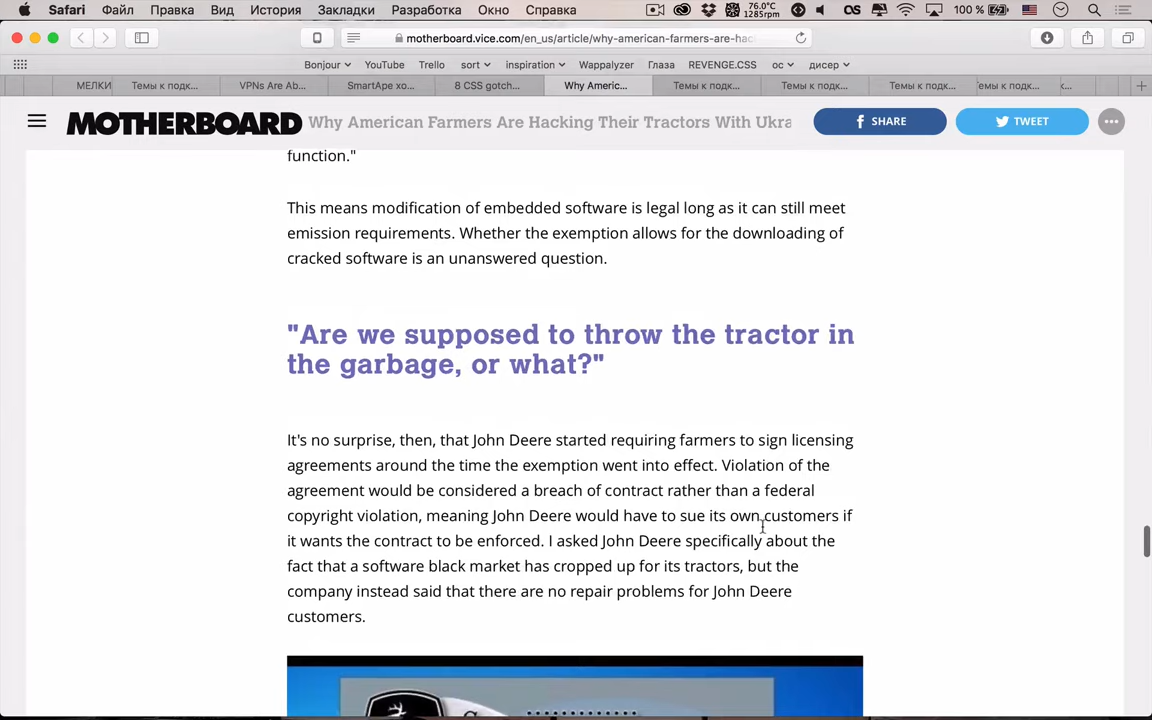 Safari Файл Правка Вид История Закладки Разработка Окно Справка 76.0°C 1285rpm 100 %
motherboard.vice.com/en_us/article/why-american-farmers-are-hac
Bonjour YouTube Trello sort inspiration Wappalyzer Глаза REVENGE.CSS ос дисер
МЕЛКИ Темы к подк... VPNs Are Ab... SmartApe хо... 8 CSS gotch... Why Americ... Темы к подк... Темы к подк... Темы к подк...
MOTHERBOARD Why American Farmers Are Hacking Their Tractors With Ukra SHARE TWEET
function."
This means modification of embedded software is legal long as it can still meet
emission requirements. Whether the exemption allows for the downloading of
cracked software is an unanswered question.
"Are we supposed to throw the tractor in
the garbage, or what?"
It's no surprise, then, that John Deere started requiring farmers to sign licensing
agreements around the time the exemption went into effect. Violation of the
agreement would be considered a breach of contract rather than a federal
copyright violation, meaning John Deere would have to sue its own customers if
it wants the contract to be enforced. I asked John Deere specifically about the
fact that a software black market has cropped up for its tractors, but the
company instead said that there are no repair problems for John Deere
customers.